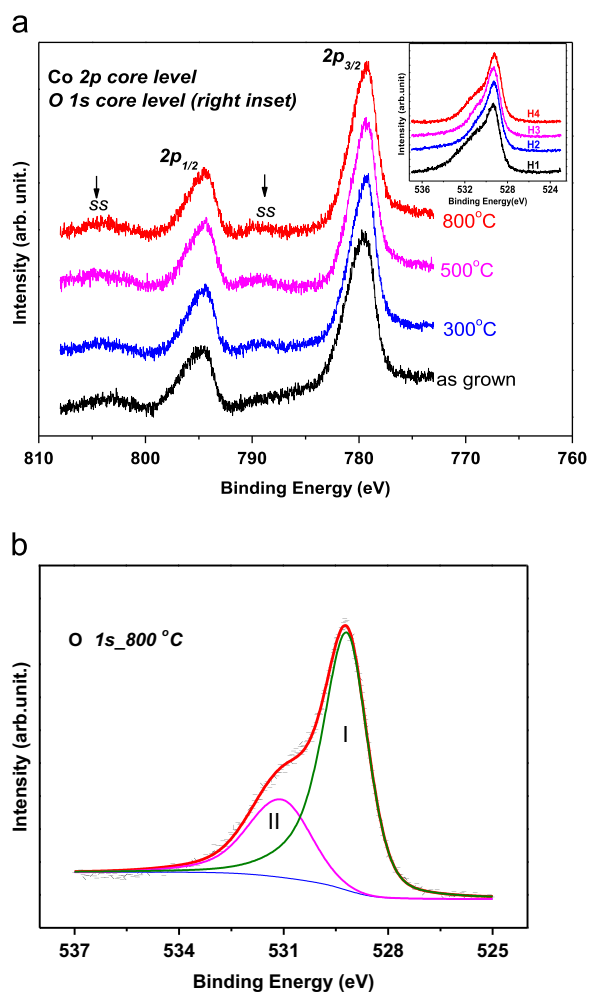 a
Co 2p core level
O 1s core level (right inset)
2p3/2
2p1/2
ss
ss
800°C
500°C
300°C
as grown
Intensity (arb. unit.)
810 800 790 780 770 760
Binding Energy (eV)
Intensity (arb.unit)
H4
H3
H2
H1
536 532 528 524
Binding Energy(eV)
b
O 1s_800 °C
I
II
Intensity (arb.unit.)
537 534 531 528 525
Binding Energy (eV)